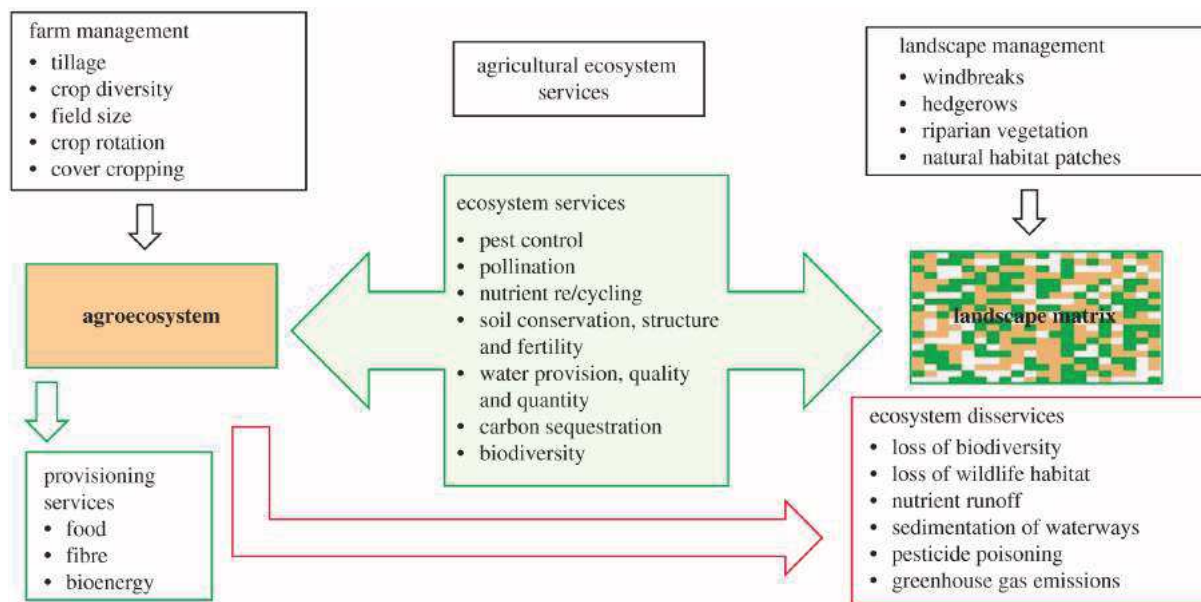 farm management
• tillage
• crop diversity
• field size
• crop rotation
• cover cropping
agricultural ecosystem
services
landscape management
• windbreaks
• hedgerows
• riparian vegetation
• natural habitat patches
agroecosystem
ecosystem services
• pest control
• pollination
• nutrient re/cycling
• soil conservation, structure
and fertility
• water provision, quality
and quantity
• carbon sequestration
• biodiversity
landscape matrix
provisioning
services
• food
• fibre
• bioenergy
ecosystem disservices
• loss of biodiversity
• loss of wildlife habitat
• nutrient runoff
• sedimentation of waterways
• pesticide poisoning
• greenhouse gas emissions